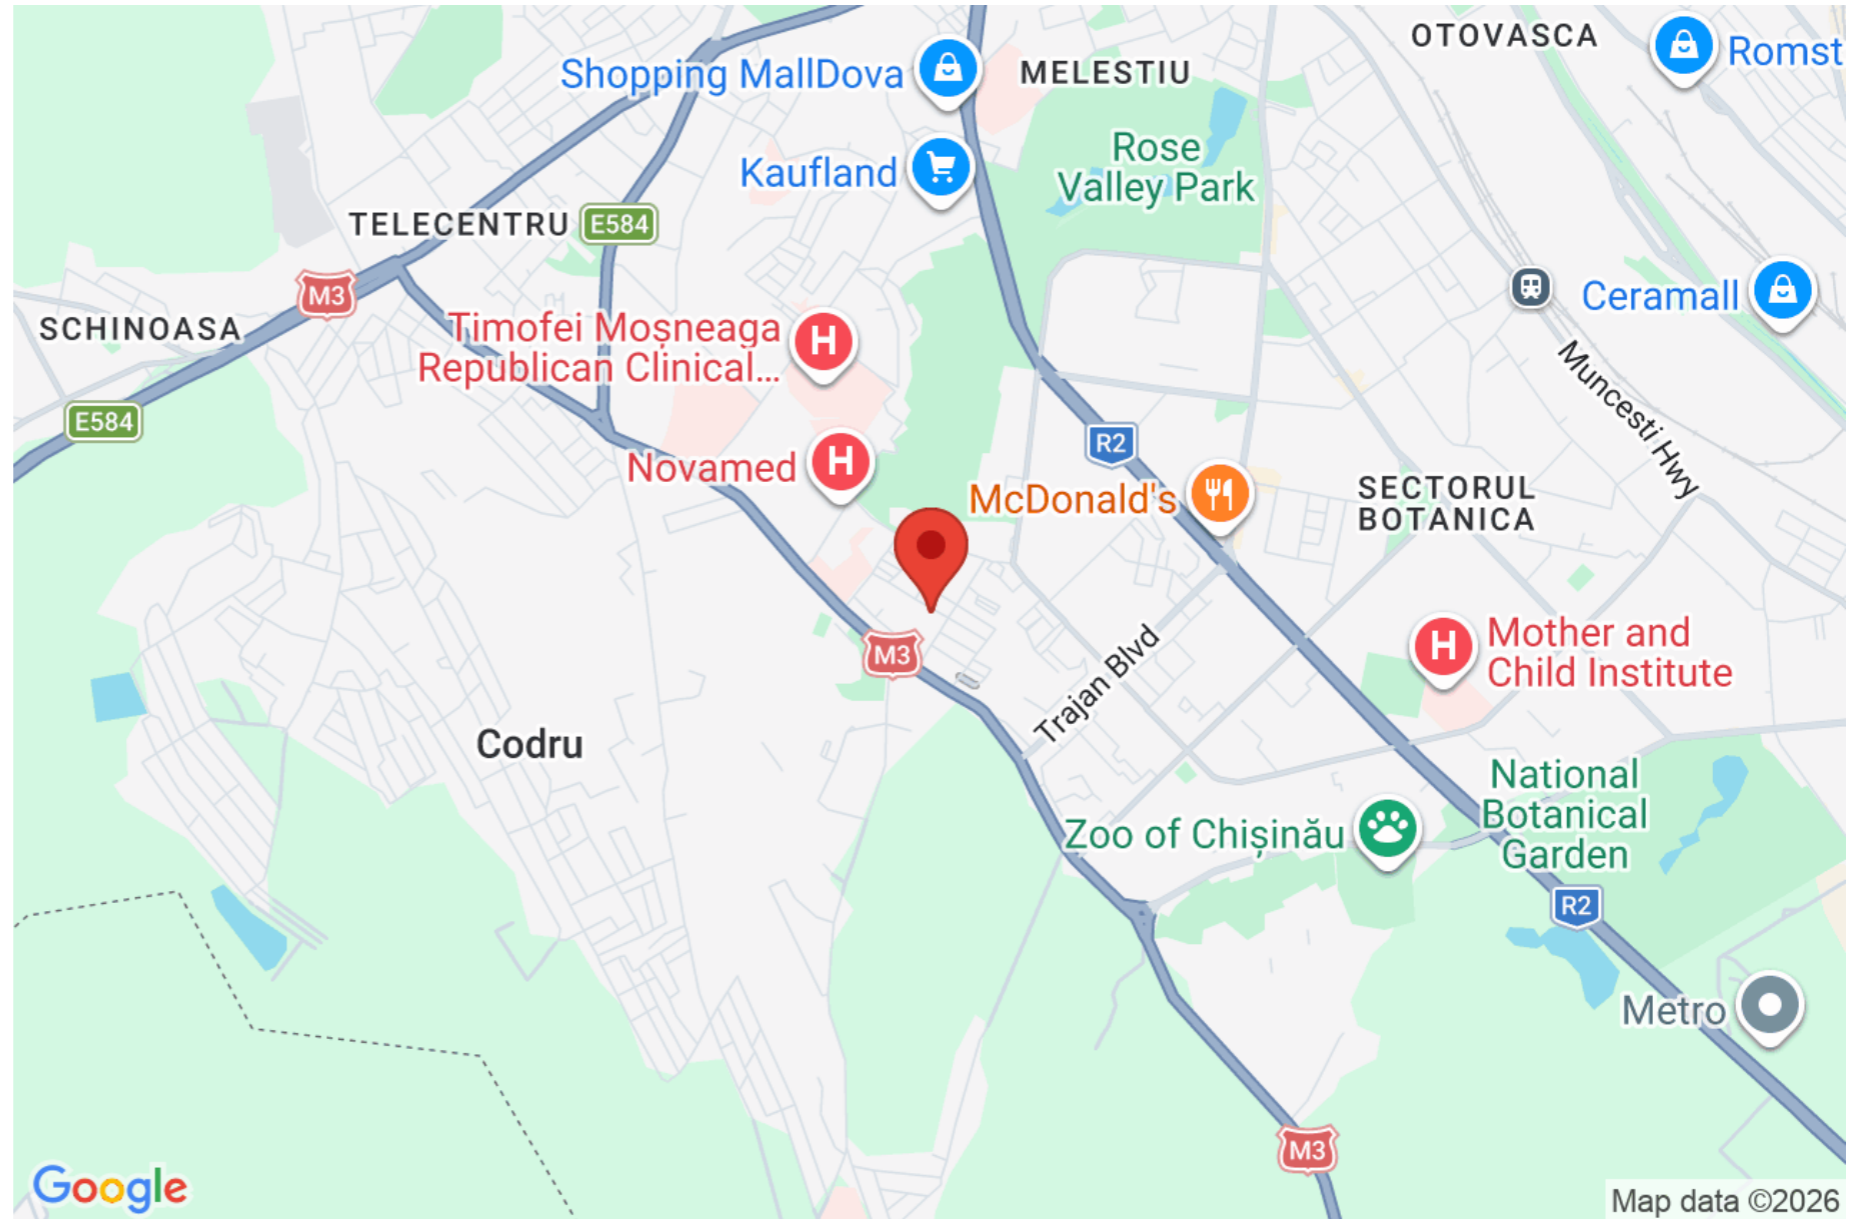 OTOVASCA
Romst
Shopping MallDova
MELESTIU
Rose
Valley Park
Kaufland
TELECENTRU
E584
M3
Ceramall
SCHINOASA
Timofei Moșneaga
Republican Clinical...
Muncesti Hwy
E584
R2
Novamed
McDonald's
SECTORUL
BOTANICA
M3
Trajan Blvd
Mother and
Child Institute
Codru
National
Botanical
Garden
Zoo of Chișinău
R2
Metro
M3
Google
Map data ©2026